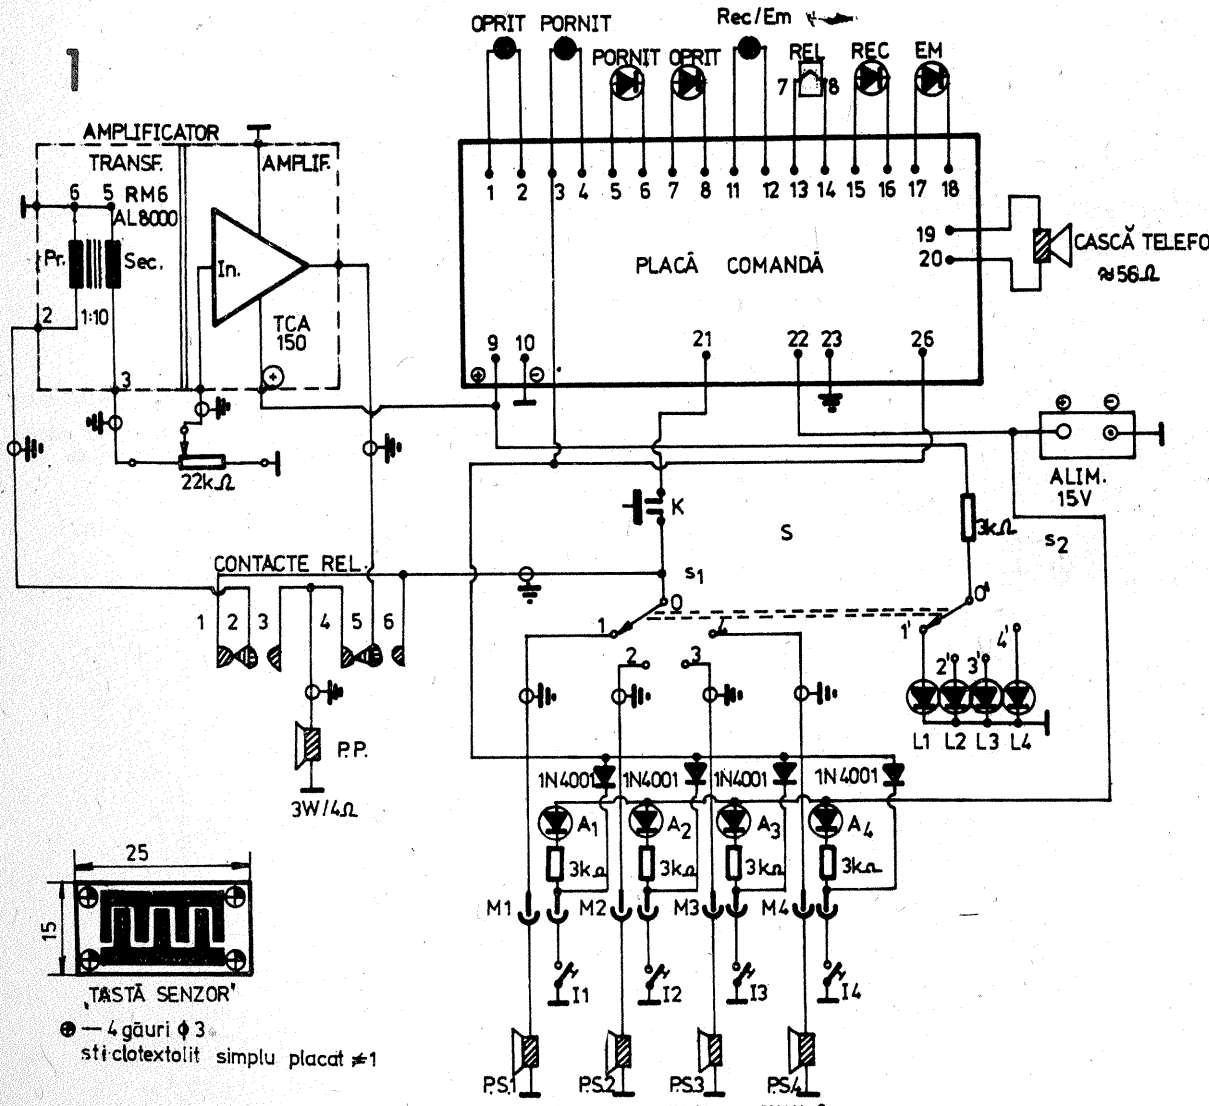 1
OPRIT PORNIT
Rec/Em
PORNIT OPRIT
REL
REC
EM
7 8
AMPLIFICATOR
TRANSF.
AMPLIF.
6 5 RM6
AL8000
Pr. Sec.
In.
2 1:10
TCA
150
3
+
22kΩ
1 2 3 4 5 6 7 8 11 12 13 14 15 16 17 18
19
20
PLACĂ COMANDĂ
CASCĂ TELEFO
≈56Ω
9 10 21 22 23 26
+ -
+ -
ALIM.
15V
K
S
3kΩ
s2
CONTACTE REL.
s1
0
0'
1 2 3 4 5 6
1 4
2 3
1' 4'
2' 3'
P.P.
3W/4Ω
L1 L2 L3 L4
1N4001 1N4001 1N4001 1N4001
A1 A2 A3 A4
3kΩ 3kΩ 3kΩ 3kΩ
M1 M2 M3 M4
I1 I2 I3 I4
P.S.1 P.S.2 P.S.3 P.S.4
25
15
„TASTĂ SENZOR"
⊕ — 4 găuri ϕ 3
sticlotextolit simplu placat ≠1